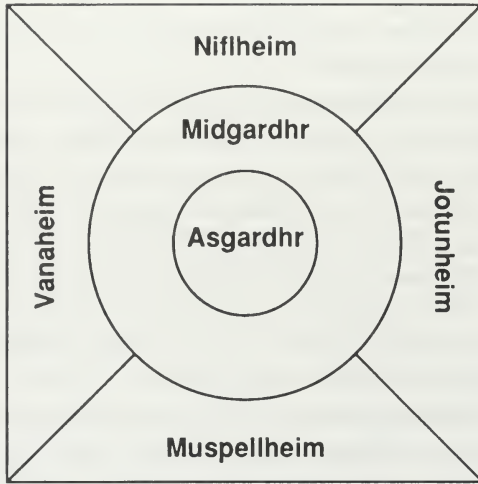 Niflheim
Midgardhr
Vanaheim
Asgardhr
Jotunheim
Muspellheim